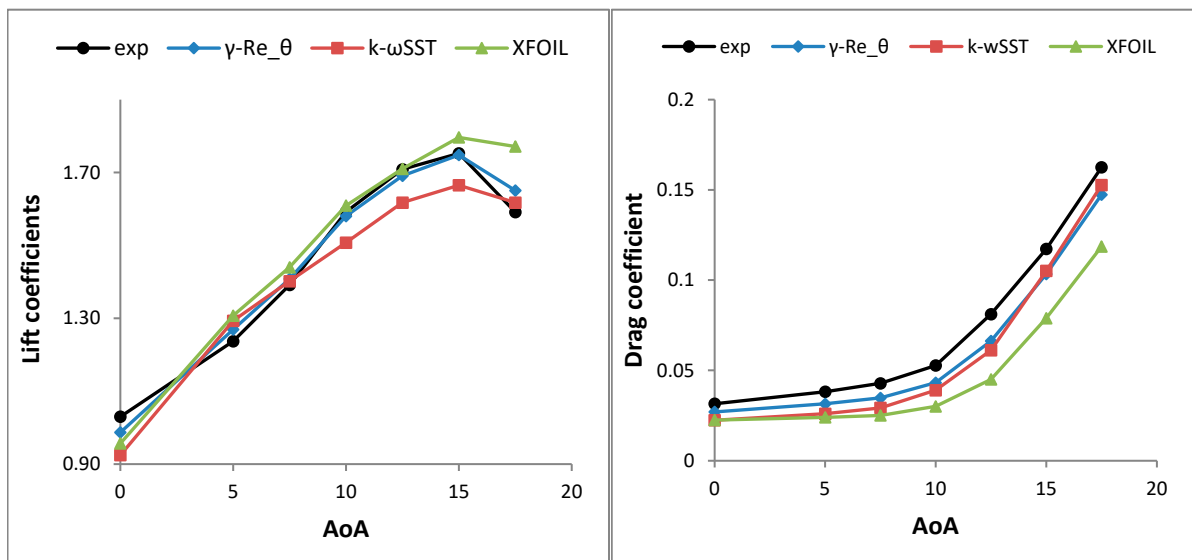 exp γ-Re_θ k-ωSST XFOIL
1.70
1.30
0.90
Lift coefficients
0 5 10 15 20
AoA
exp γ-Re_θ k-wSST XFOIL
0.2
0.15
0.1
0.05
0
Drag coefficient
0 5 10 15 20
AoA